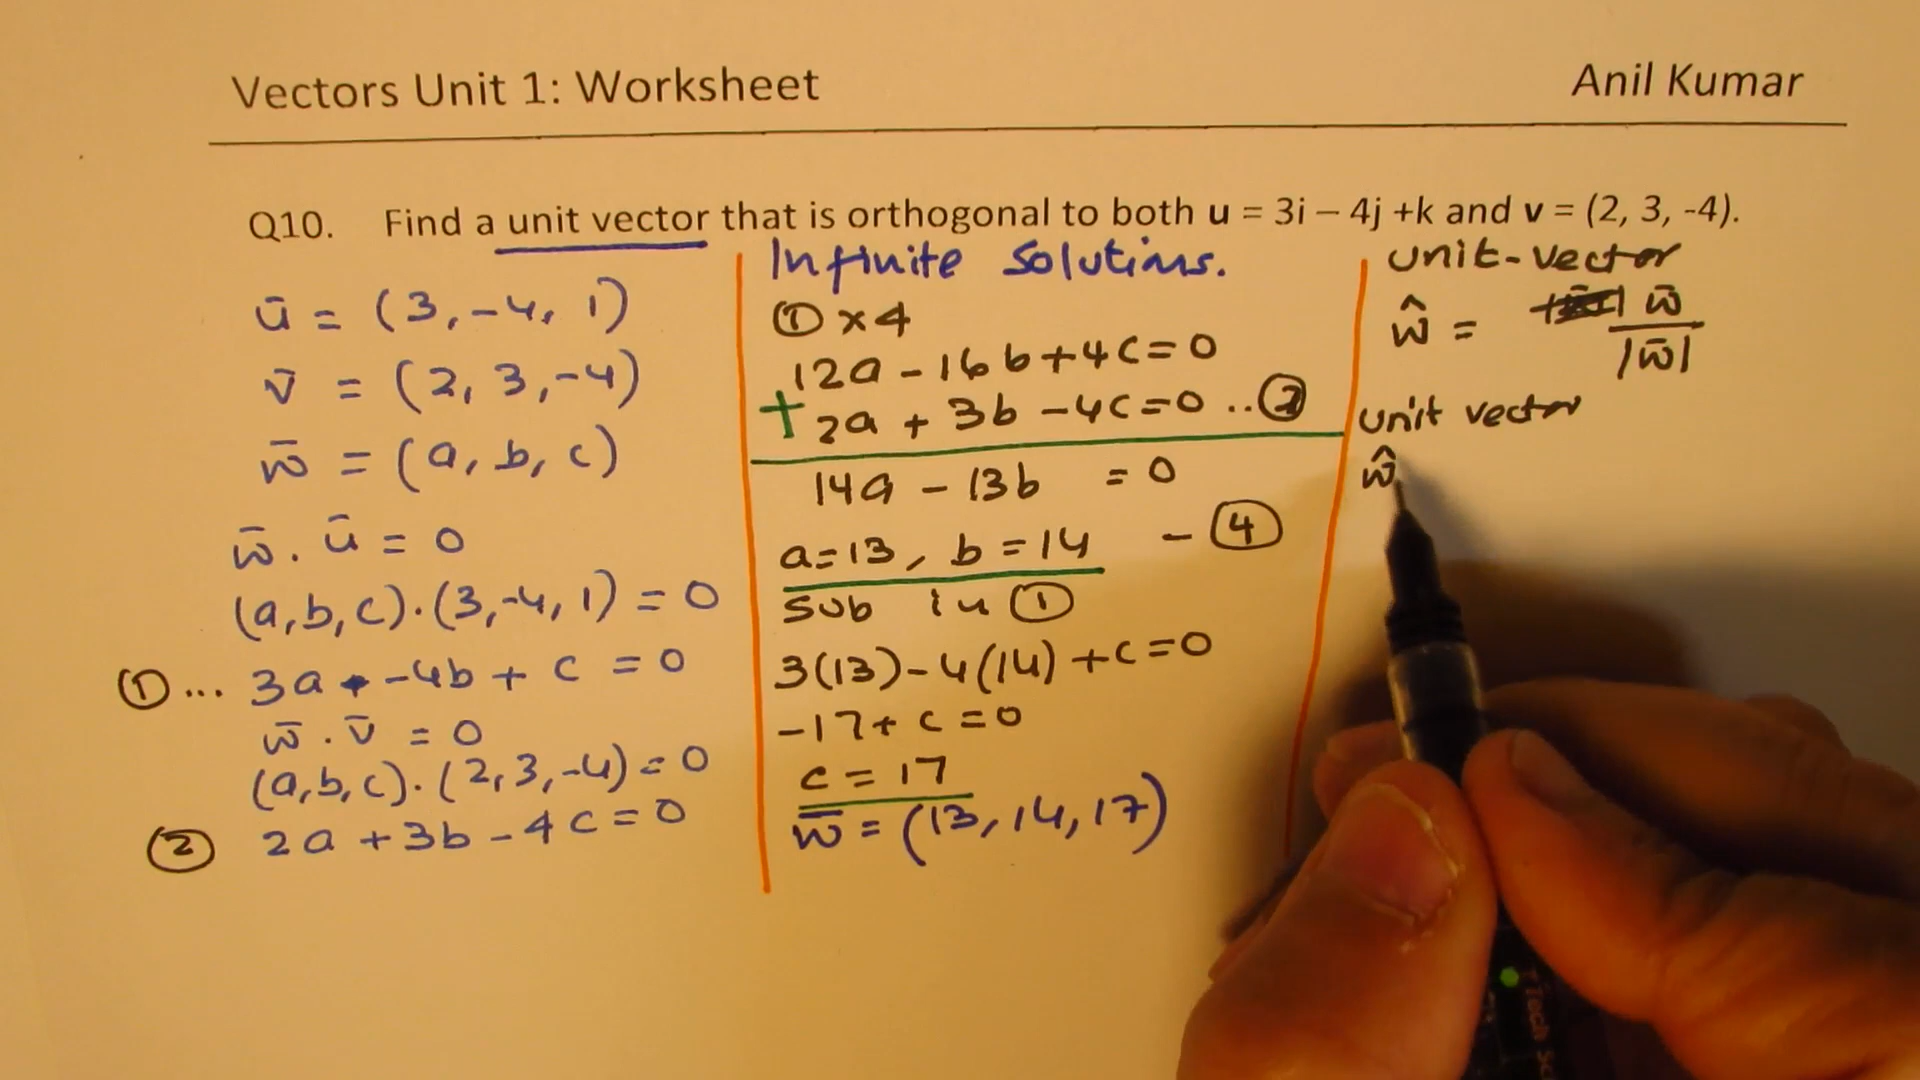 Vectors Unit 1: Worksheet
Anil Kumar
Q10. Find a unit vector that is orthogonal to both u = 3i – 4j +k and v = (2, 3, -4).
ū = (3, -4, 1)
v̄ = (2, 3, -4)
w̄ = (a, b, c)
w̄ . ū = 0
(a, b, c) . (3, -4, 1) = 0
① ... 3a - 4b + c = 0
w̄ . v̄ = 0
(a, b, c) . (2, 3, -4) = 0
② 2a + 3b - 4c = 0
Infinite Solutions.
① x 4
12a - 16b + 4c = 0
+ 2a + 3b - 4c = 0 .. ②
14a - 13b = 0
a = 13, b = 14 - ④
Sub in ①
3(13) - 4(14) + c = 0
-17 + c = 0
c = 17
w̄ = (13, 14, 17)
unit-vector
ŵ = w̄
|w̄|
unit vector
ŵ